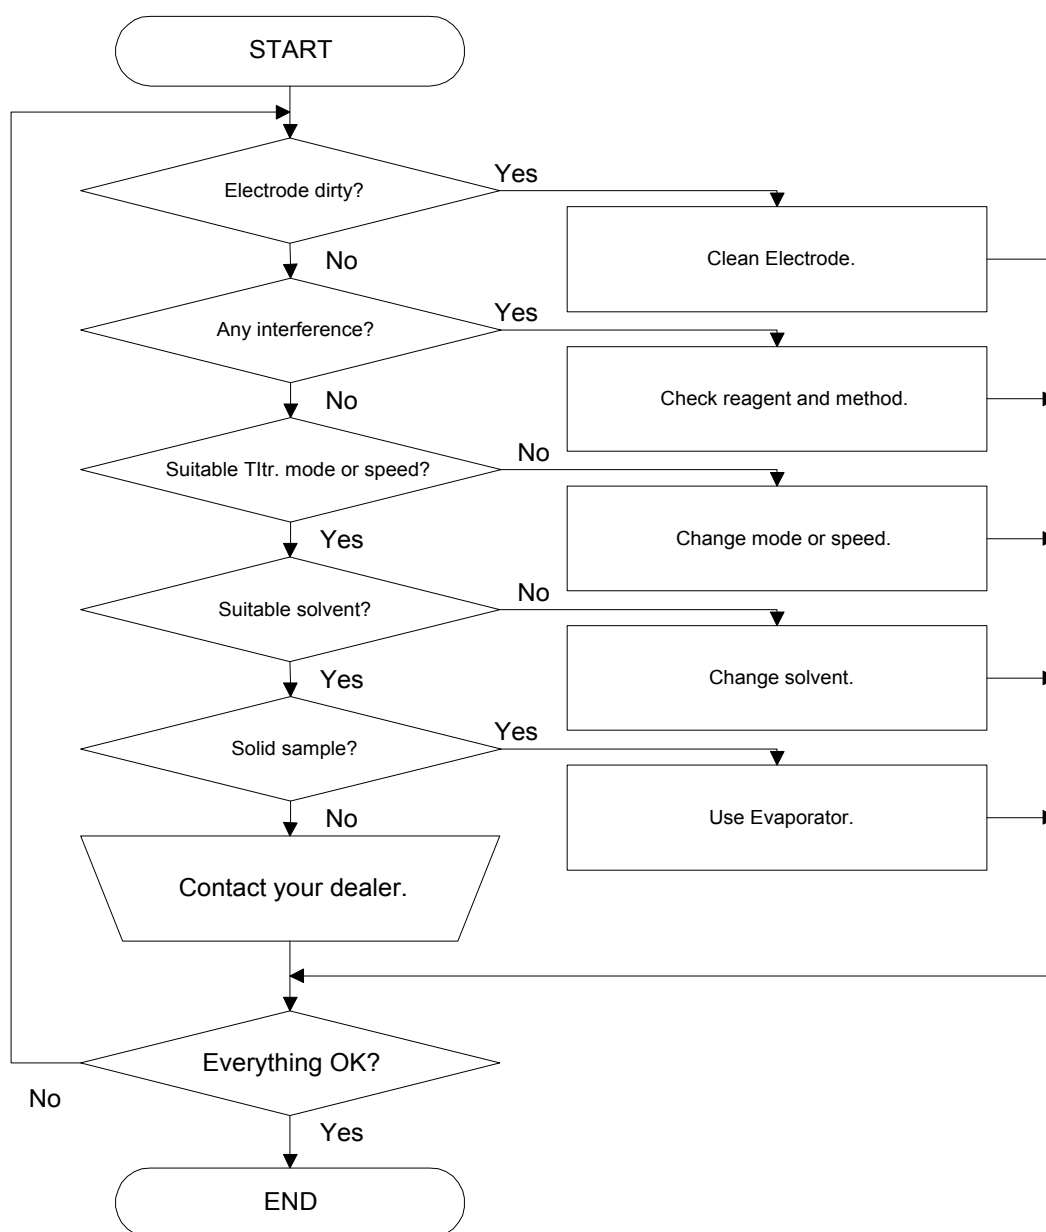 START
Electrode dirty?
Yes
Clean Electrode.
No
Any interference?
Yes
Check reagent and method.
No
Suitable TItr. mode or speed?
No
Change mode or speed.
Yes
Suitable solvent?
No
Change solvent.
Yes
Solid sample?
Yes
Use Evaporator.
No
Contact your dealer.
Everything OK?
No
Yes
END